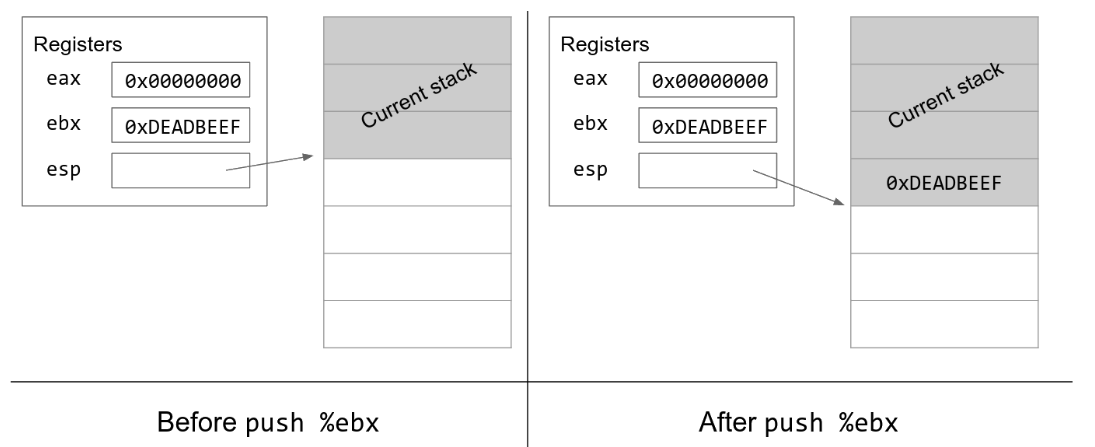 Registers
eax 0x00000000
ebx 0xDEADBEEF
esp
Current stack
Before push %ebx
Registers
eax 0x00000000
ebx 0xDEADBEEF
esp
Current stack
0xDEADBEEF
After push %ebx